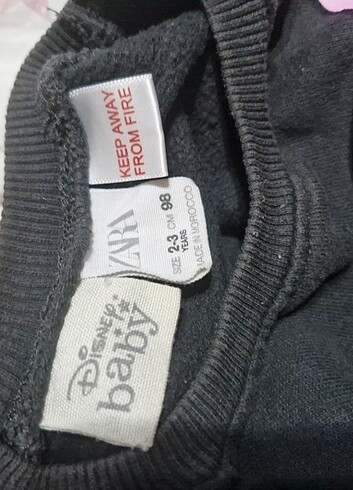 KEEP AWAY
FROM FIRE
ZARA
SIZE 2-3 CM 98
YEARS
MADE IN MOROCCO
Disney
baby